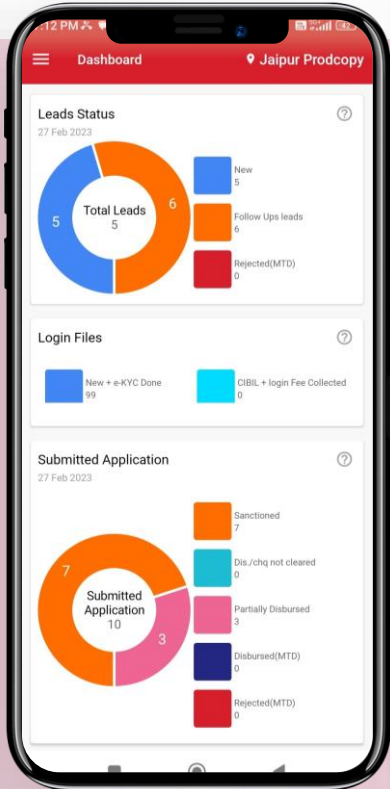 :12 PM
Dashboard
Jaipur Prodcopy
Leads Status
27 Feb 2023
5
6
Total Leads
5
New
5
Follow Ups leads
6
Rejected(MTD)
0
Login Files
New + e-KYC Done
99
CIBIL + login Fee Collected
0
Submitted Application
27 Feb 2023
7
3
Submitted
Application
10
Sanctioned
7
Dis./chq not cleared
0
Partially Disbursed
3
Disbursed(MTD)
0
Rejected(MTD)
0